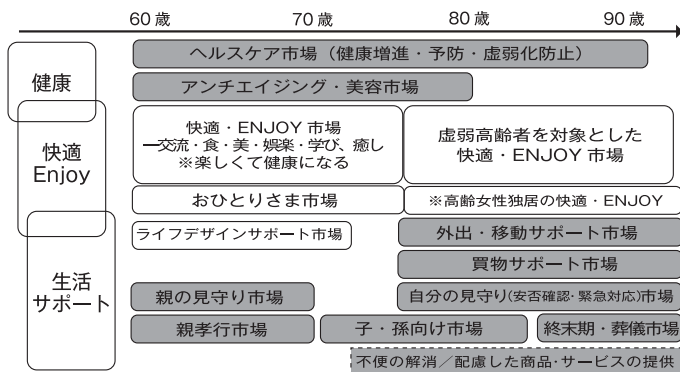 60歳 70歳 80歳 90歳
健康
ヘルスケア市場（健康増進・予防・虚弱化防止）
アンチエイジング・美容市場
快適
Enjoy
快適・ENJOY市場
―交流・食・美・娯楽・学び、癒し
※楽しくて健康になる
虚弱高齢者を対象とした
快適・ENJOY市場
おひとりさま市場
※高齢女性独居の快適・ENJOY
生活
サポート
ライフデザインサポート市場
外出・移動サポート市場
買物サポート市場
親の見守り市場
自分の見守り(安否確認・緊急対応)市場
親孝行市場
子・孫向け市場
終末期・葬儀市場
不便の解消／配慮した商品・サービスの提供